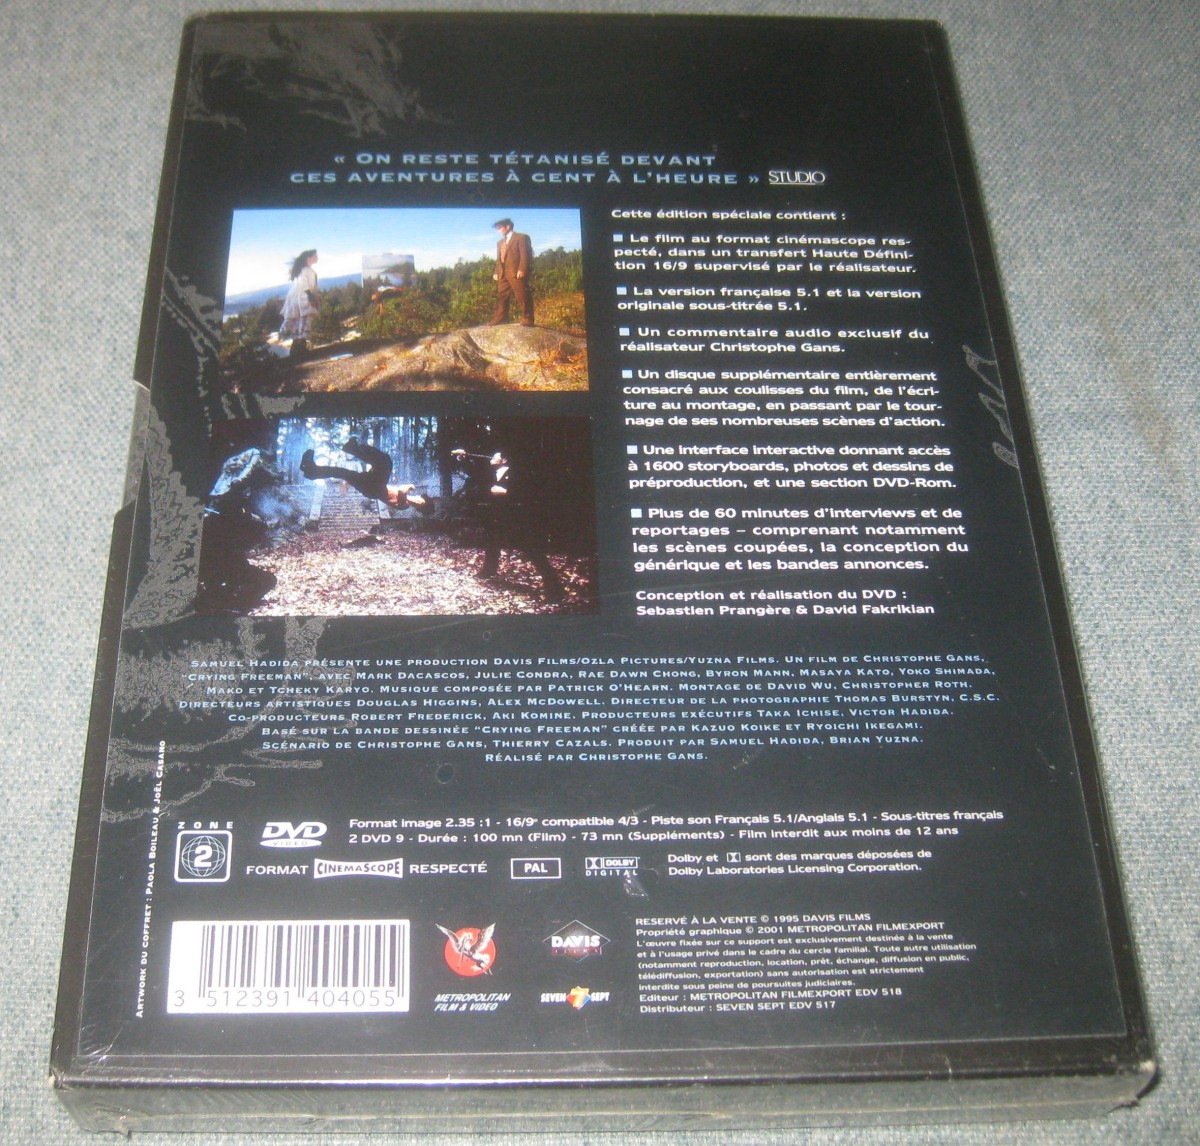 « ON RESTE TÉTANISÉ DEVANT
CES AVENTURES À CENT À L'HEURE » STUDIO
Cette édition spéciale contient :
Le film au format cinémascope res-
pecté, dans un transfert Haute Défini-
tion 16/9 supervisé par le réalisateur.
La version française 5.1 et la version
originale sous-titrée 5.1.
Un commentaire audio exclusif du
réalisateur Christophe Gans.
Un disque supplémentaire entièrement
consacré aux coulisses du film, de l'écri-
ture au montage, en passant par le tour-
nage de ses nombreuses scènes d'action.
Une interface interactive donnant accès
à 1600 storyboards, photos et dessins de
préproduction, et une section DVD-Rom.
Plus de 60 minutes d'interviews et de
reportages – comprenant notamment
les scènes coupées, la conception du
générique et les bandes annonces.
Conception et réalisation du DVD :
Sebastien Prangère & David Fakrikian
SAMUEL HADIDA PRÉSENTE UNE PRODUCTION DAVIS FILMS/OZLA PICTURES/YUZNA FILMS. UN FILM DE CHRISTOPHE GANS,
"CRYING FREEMAN", AVEC MARK DACASCOS, JULIE CONDRA, RAE DAWN CHONG, BYRON MANN, MASAYA KATO, YOKO SHIMADA,
MAKO ET TCHEKY KARYO. MUSIQUE COMPOSÉE PAR PATRICK O'HEARN. MONTAGE DE DAVID WU, CHRISTOPHER ROTH.
DIRECTEURS ARTISTIQUES DOUGLAS HIGGINS, ALEX MCDOWELL, DIRECTEUR DE LA PHOTOGRAPHIE THOMAS BURSTYN, C.S.C.
CO-PRODUCTEURS ROBERT FREDERICK, AKI KOMINE. PRODUCTEURS EXÉCUTIFS TAKA ICHISE, VICTOR HADIDA.
BASÉ SUR LA BANDE DESSINÉE "CRYING FREEMAN" CRÉÉE PAR KAZUO KOIKE ET RYOICHI IKEGAMI.
SCÉNARIO DE CHRISTOPHE GANS, THIERRY CAZALS. PRODUIT PAR SAMUEL HADIDA, BRIAN YUZNA.
RÉALISÉ PAR CHRISTOPHE GANS.
ARTWORK DU COFFRET : PAOLA BOILEAU & JOËL CASANO
ZONE
2
DVD
VIDEO
Format image 2.35 :1 - 16/9e compatible 4/3 - Piste son Français 5.1/Anglais 5.1 - Sous-titres français
2 DVD 9 - Durée : 100 mn (Film) - 73 mn (Suppléments) - Film interdit aux moins de 12 ans
FORMAT CINEMASCOPE RESPECTÉ
PAL
DOLBY
DIGITAL
Dolby et sont des marques déposées de
Dolby Laboratories Licensing Corporation.
3 512391 404055
METROPOLITAN
FILM & VIDEO
DAVIS
FILMS
SEVEN 7 SEPT
RESERVÉ À LA VENTE © 1995 DAVIS FILMS
Propriété graphique © 2001 METROPOLITAN FILMEXPORT
L'œuvre fixée sur ce support est exclusivement destinée à la vente
et à l'usage privé dans le cadre du cercle familial. Toute autre utilisation
(notamment reproduction, location, prêt, échange, diffusion en public,
télédiffusion, exportation) sans autorisation est strictement
interdite sous peine de poursuites judiciaires.
Editeur : METROPOLITAN FILMEXPORT EDV 518
Distributeur : SEVEN SEPT EDV 517